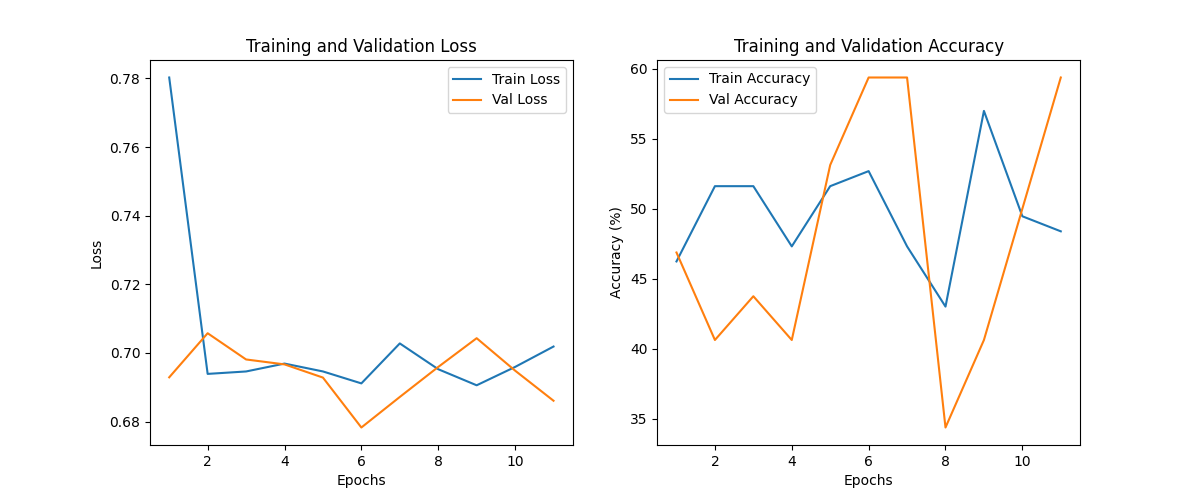 Training and Validation Loss
Train Loss
Val Loss
0.78
0.76
0.74
0.72
0.70
0.68
Loss
2 4 6 8 10
Epochs
Training and Validation Accuracy
Train Accuracy
Val Accuracy
60
55
50
45
40
35
Accuracy (%)
2 4 6 8 10
Epochs